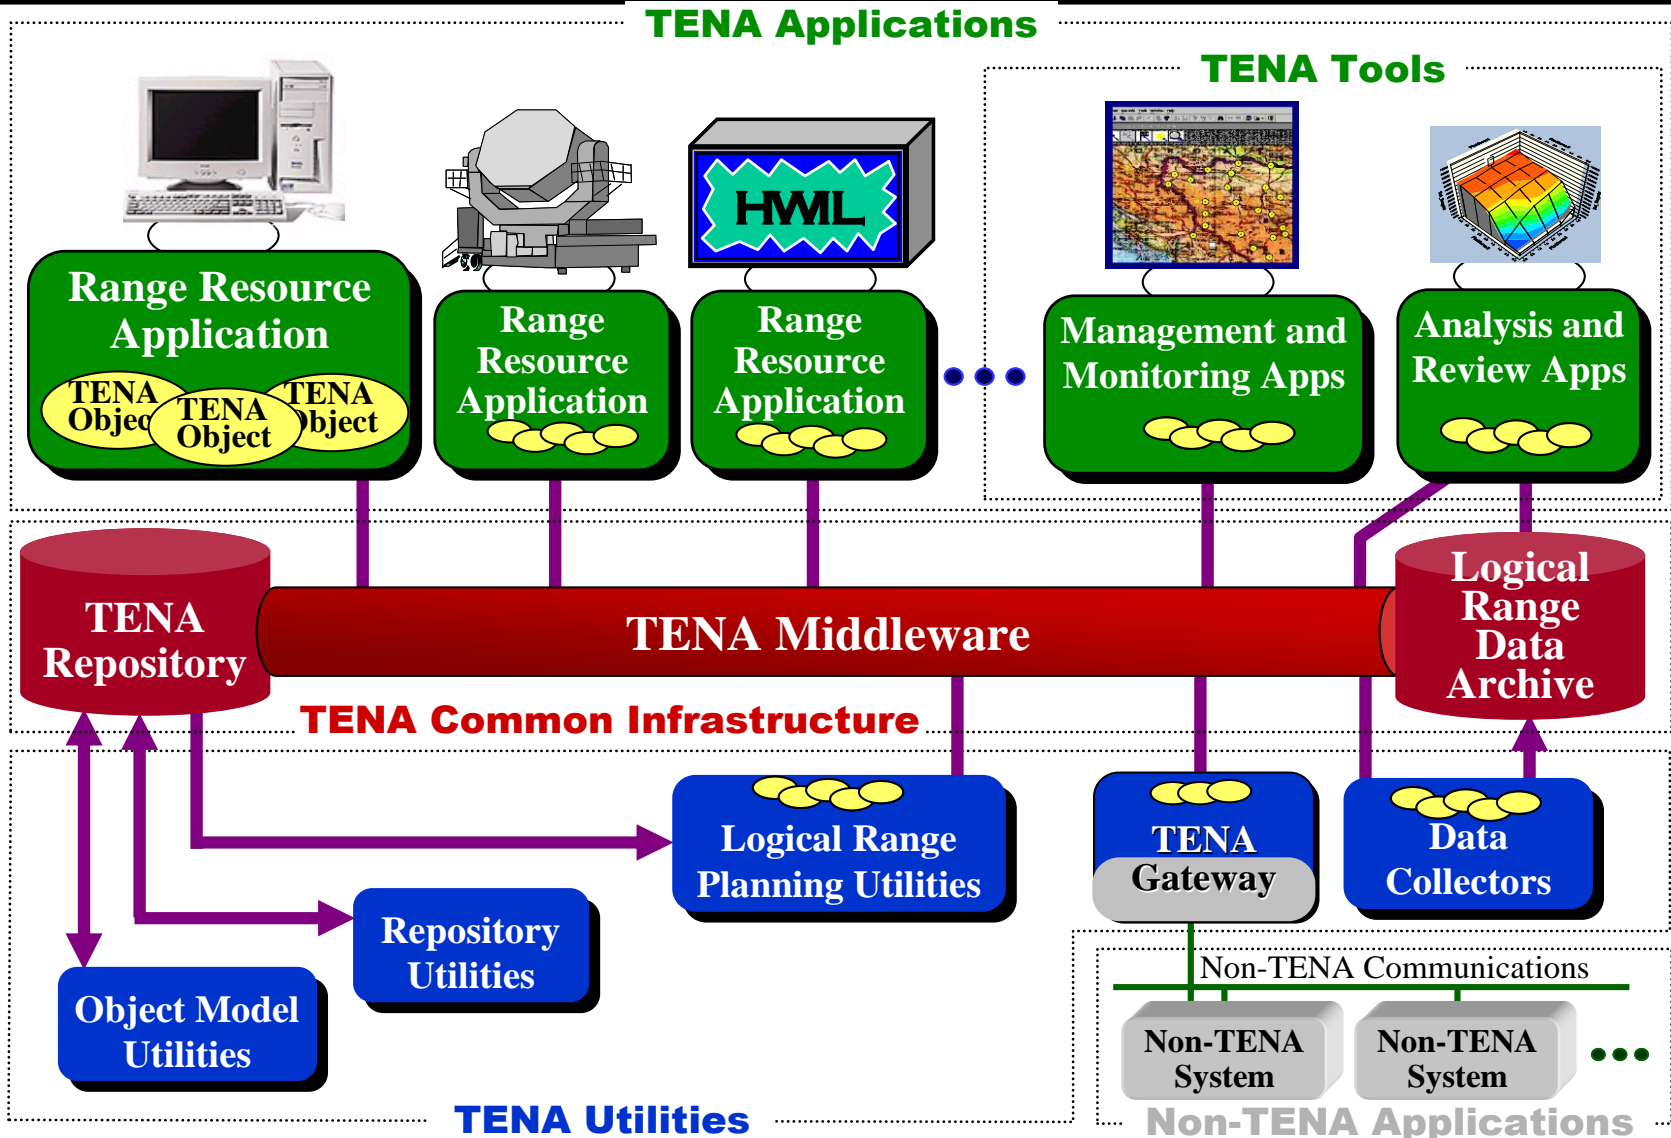 TENA Applications
TENA Tools
HWIL
Range Resource
Application
TENA
Object
TENA
Object
TENA
Object
Range
Resource
Application
Range
Resource
Application
Management and
Monitoring Apps
Analysis and
Review Apps
TENA
Repository
TENA Middleware
Logical
Range
Data
Archive
TENA Common Infrastructure
Logical Range
Planning Utilities
TENA
Gateway
Data
Collectors
Repository
Utilities
Object Model
Utilities
Non-TENA Communications
Non-TENA
System
Non-TENA
System
TENA Utilities
Non-TENA Applications